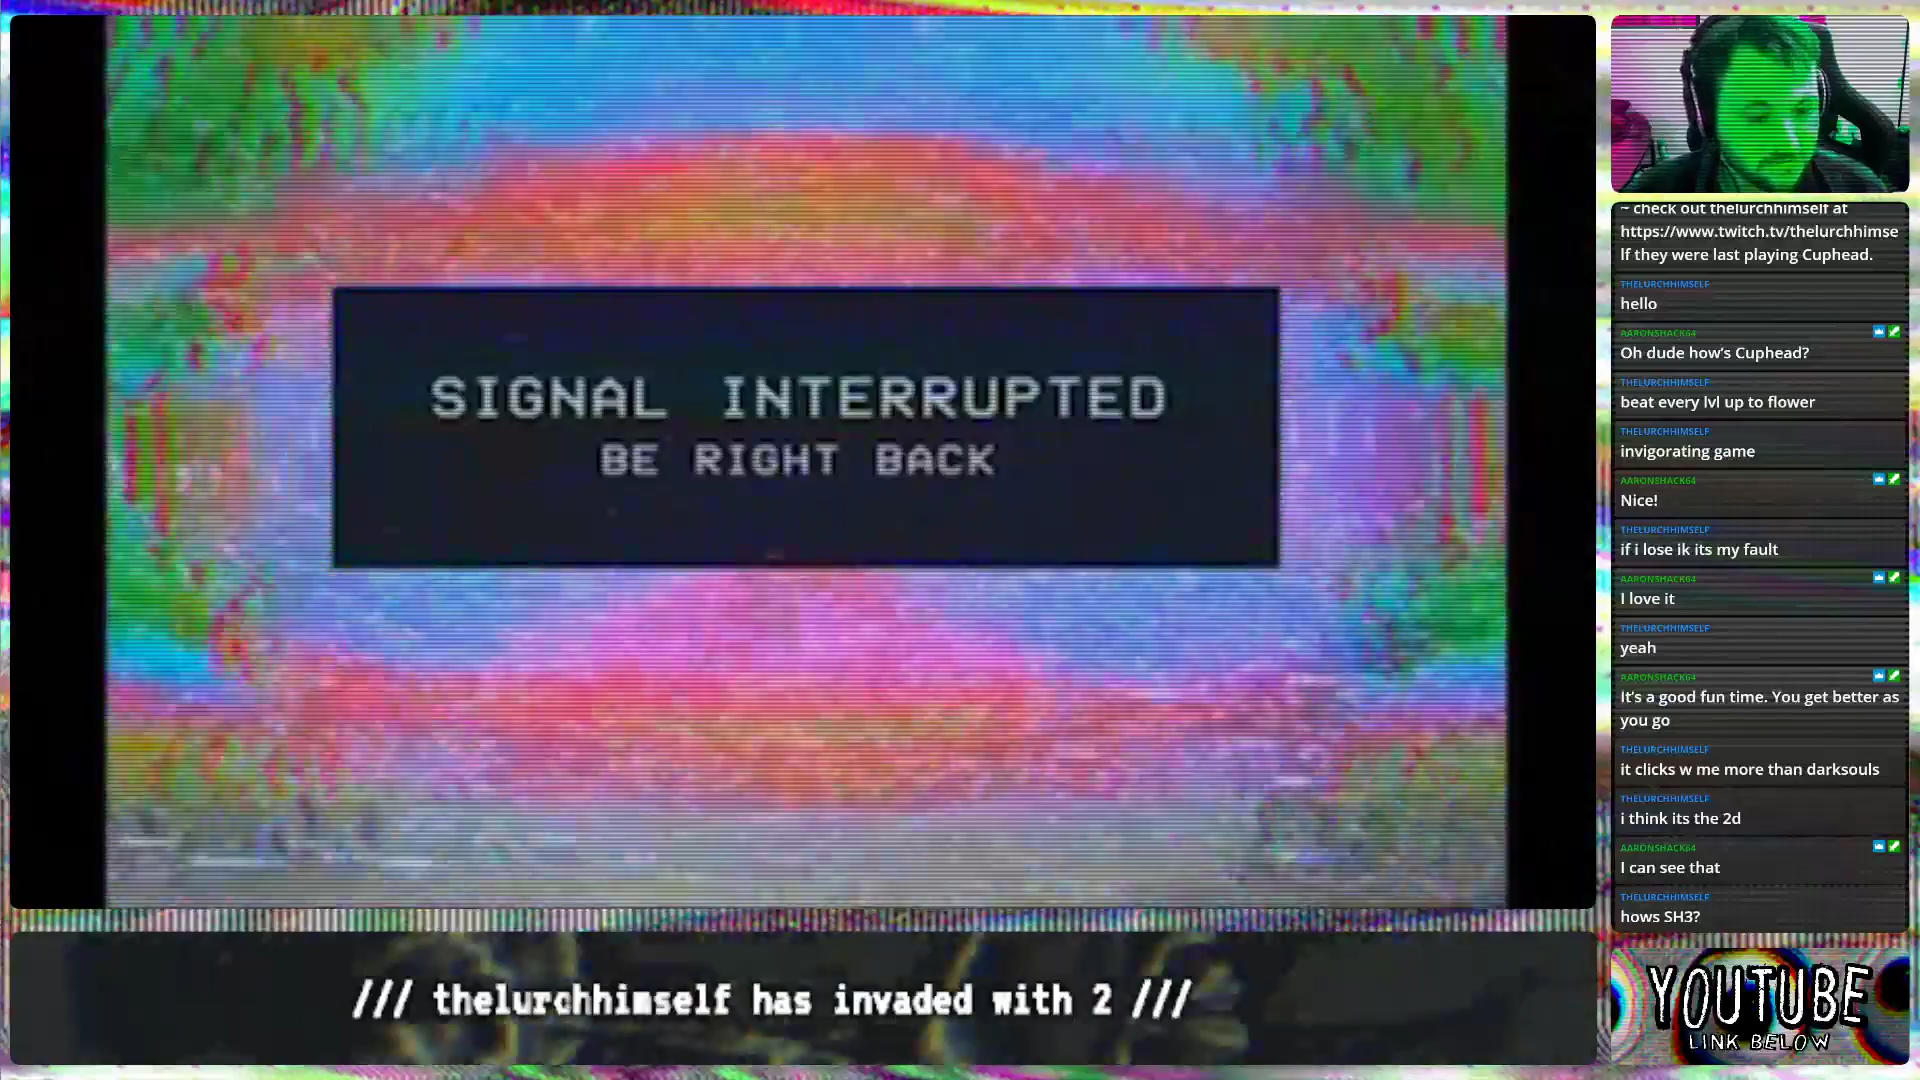 SIGNAL INTERRUPTED
BE RIGHT BACK
/// thelurchhimself has invaded with 2 ///
~ check out thelurchhimself at
https://www.twitch.tv/thelurchhimse
lf they were last playing Cuphead.
THELURCHHIMSELF
hello
AARONSHACK64
Oh dude how's Cuphead?
THELURCHHIMSELF
beat every lvl up to flower
THELURCHHIMSELF
invigorating game
AARONSHACK64
Nice!
THELURCHHIMSELF
if i lose ik its my fault
AARONSHACK64
I love it
THELURCHHIMSELF
yeah
AARONSHACK64
It's a good fun time. You get better as
you go
THELURCHHIMSELF
it clicks w me more than darksouls
THELURCHHIMSELF
i think its the 2d
AARONSHACK64
I can see that
THELURCHHIMSELF
hows SH3?
YOUTUBE
LINK BELOW